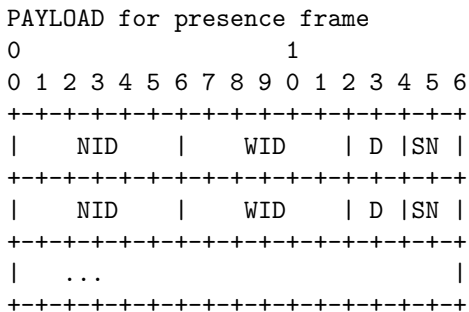 PAYLOAD for presence frame
0                   1
0 1 2 3 4 5 6 7 8 9 0 1 2 3 4 5 6
+-+-+-+-+-+-+-+-+-+-+-+-+-+-+-+-+
|    NID    |    WID    | D |SN |
+-+-+-+-+-+-+-+-+-+-+-+-+-+-+-+-+
|    NID    |    WID    | D |SN |
+-+-+-+-+-+-+-+-+-+-+-+-+-+-+-+-+
|   ...                         |
+-+-+-+-+-+-+-+-+-+-+-+-+-+-+-+-+